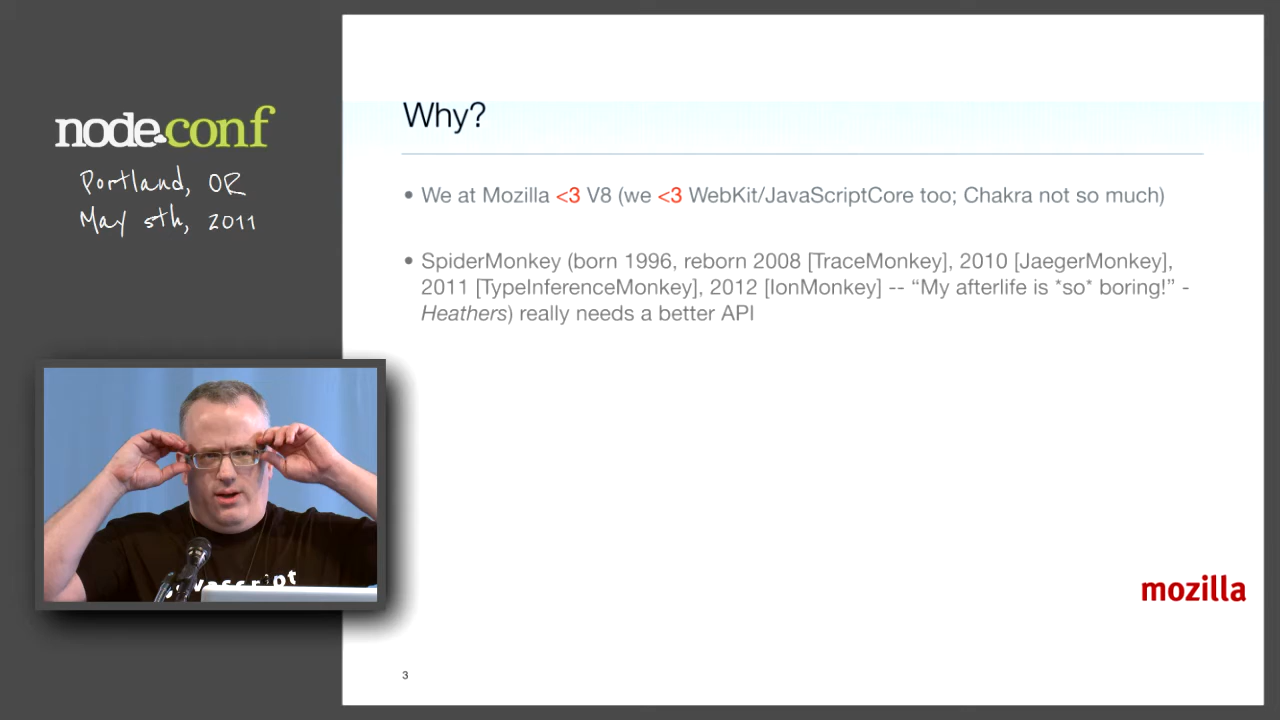 node.conf
Portland, OR
May 5th, 2011
Why?
• We at Mozilla <3 V8 (we <3 WebKit/JavaScriptCore too; Chakra not so much)
• SpiderMonkey (born 1996, reborn 2008 [TraceMonkey], 2010 [JaegerMonkey],
2011 [TypeInferenceMonkey], 2012 [IonMonkey] -- “My afterlife is *so* boring!” -
Heathers) really needs a better API
javascript
mozilla
3